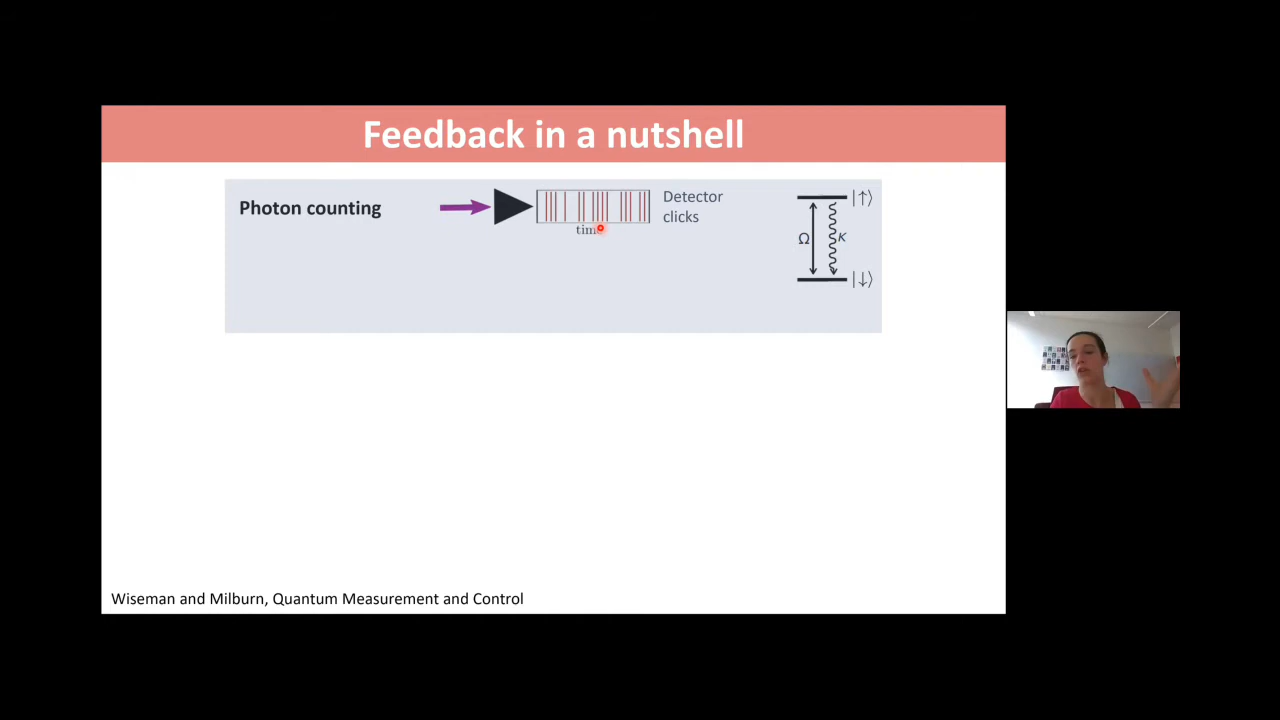 Feedback in a nutshell
Photon counting
Detector
clicks
|↑⟩
Ω
κ
|↓⟩
Wiseman and Milburn, Quantum Measurement and Control